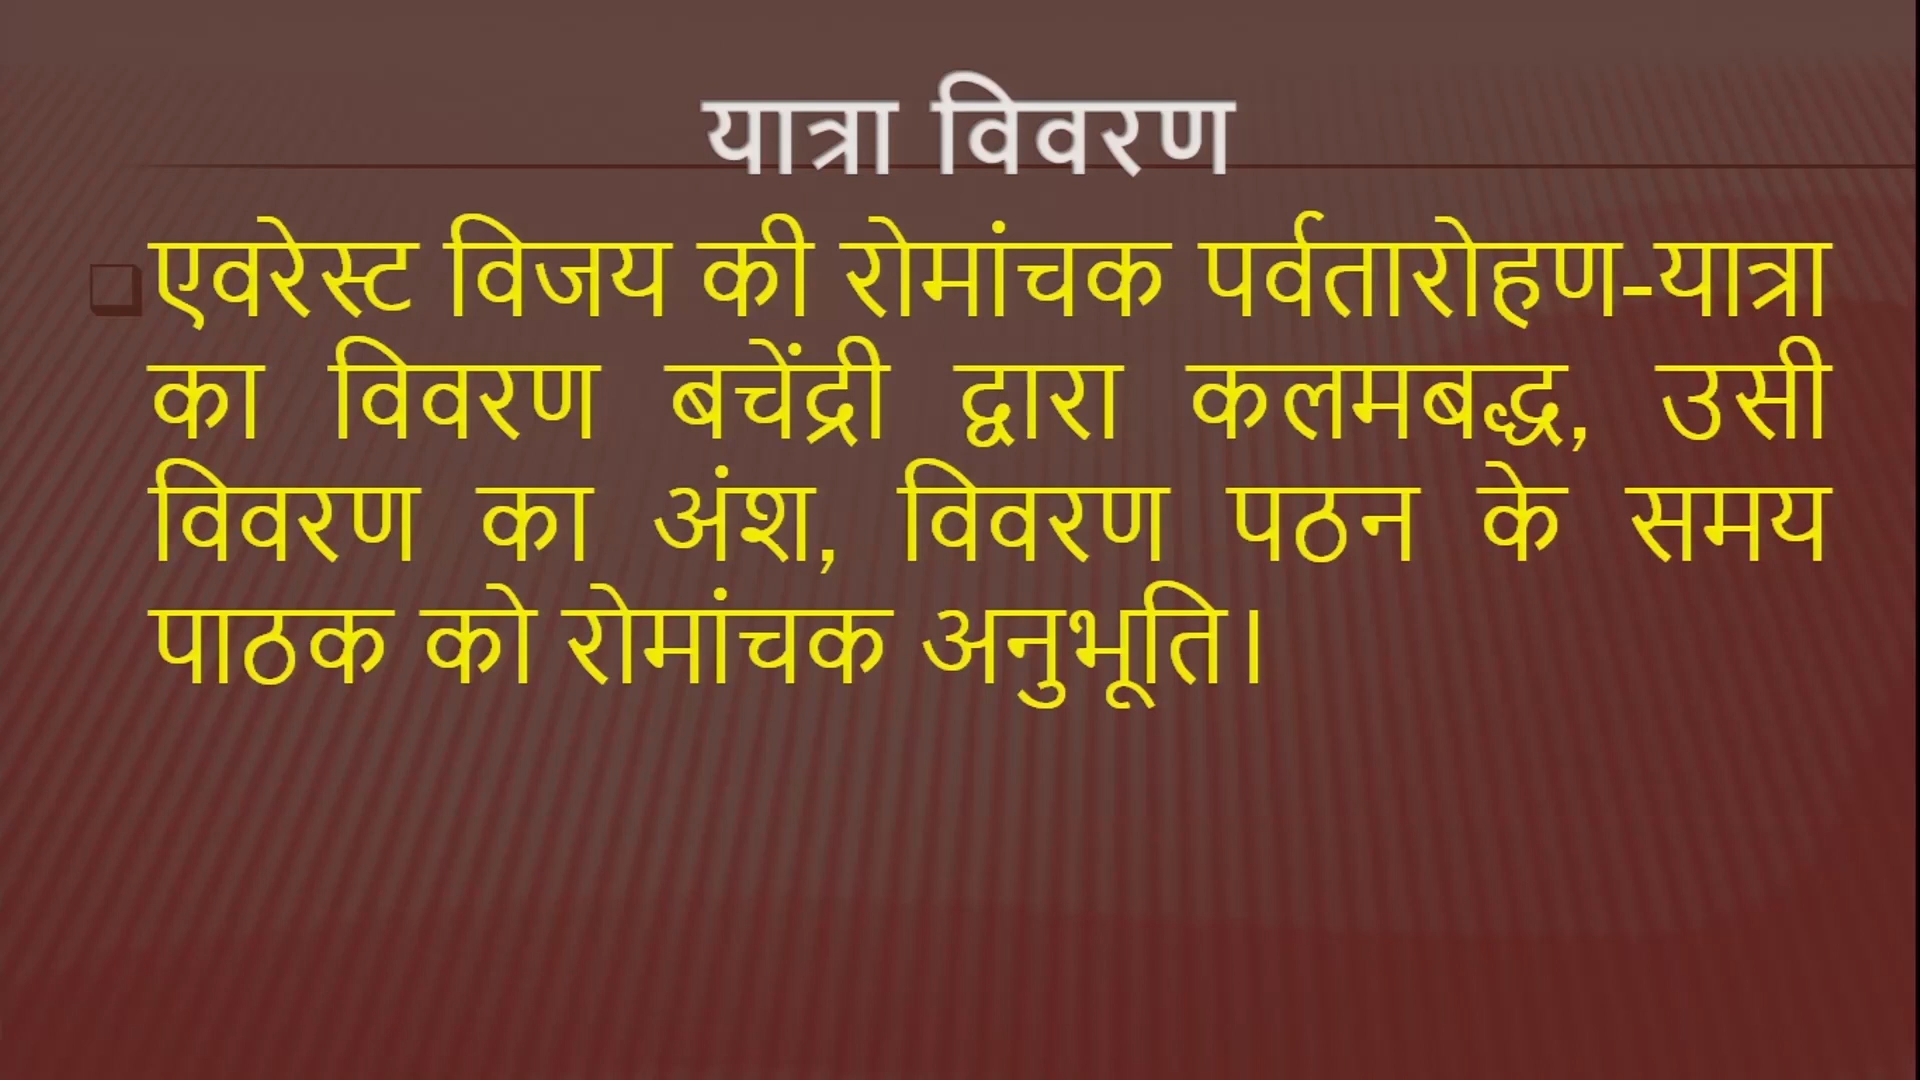 यात्रा विवरण
एवरेस्ट विजय की रोमांचक पर्वतारोहण-यात्रा
का विवरण बचेंद्री द्वारा कलमबद्ध, उसी
विवरण का अंश, विवरण पठन के समय
पाठक को रोमांचक अनुभूति।